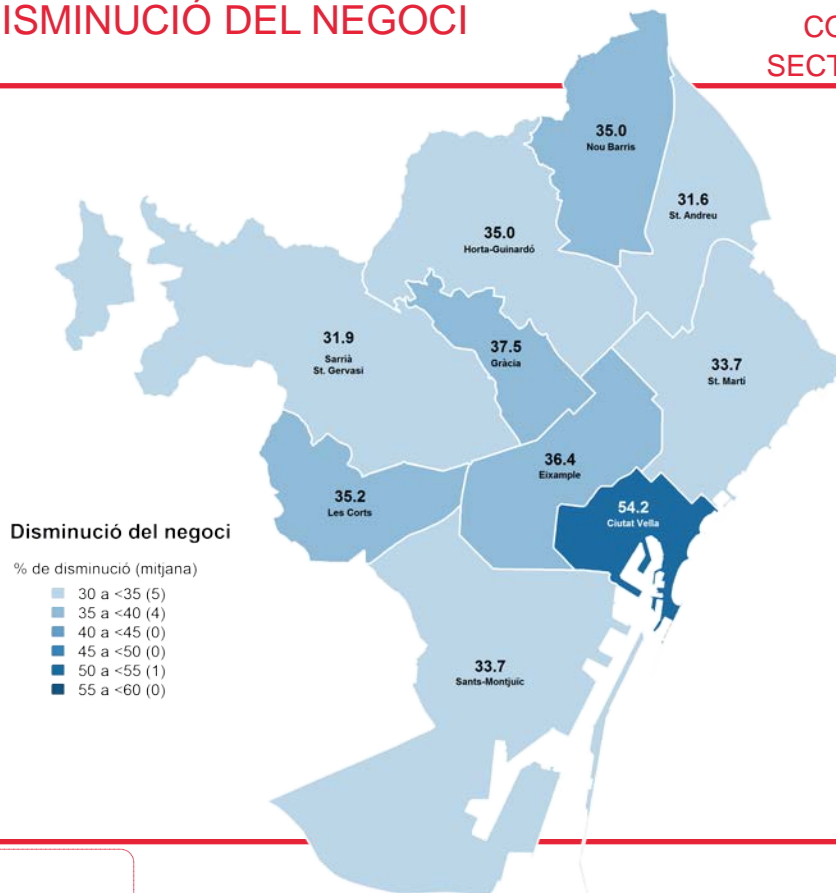 ISMINUCIÓ DEL NEGOCI
CO
SECT
35.0
Nou Barris
31.6
St. Andreu
35.0
Horta-Guinardó
31.9
Sarrià
St. Gervasi
37.5
Gràcia
33.7
St. Martí
36.4
Eixample
35.2
Les Corts
54.2
Ciutat Vella
33.7
Sants-Montjuïc
Disminució del negoci
% de disminució (mitjana)
30 a <35 (5)
35 a <40 (4)
40 a <45 (0)
45 a <50 (0)
50 a <55 (1)
55 a <60 (0)